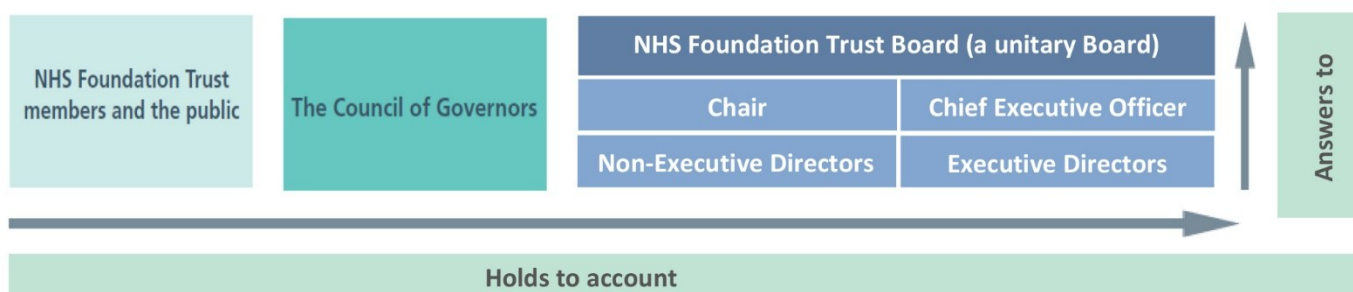 NHS Foundation Trust
members and the public
The Council of Governors
NHS Foundation Trust Board (a unitary Board)
Chair
Chief Executive Officer
Non-Executive Directors
Executive Directors
Answers to
Holds to account